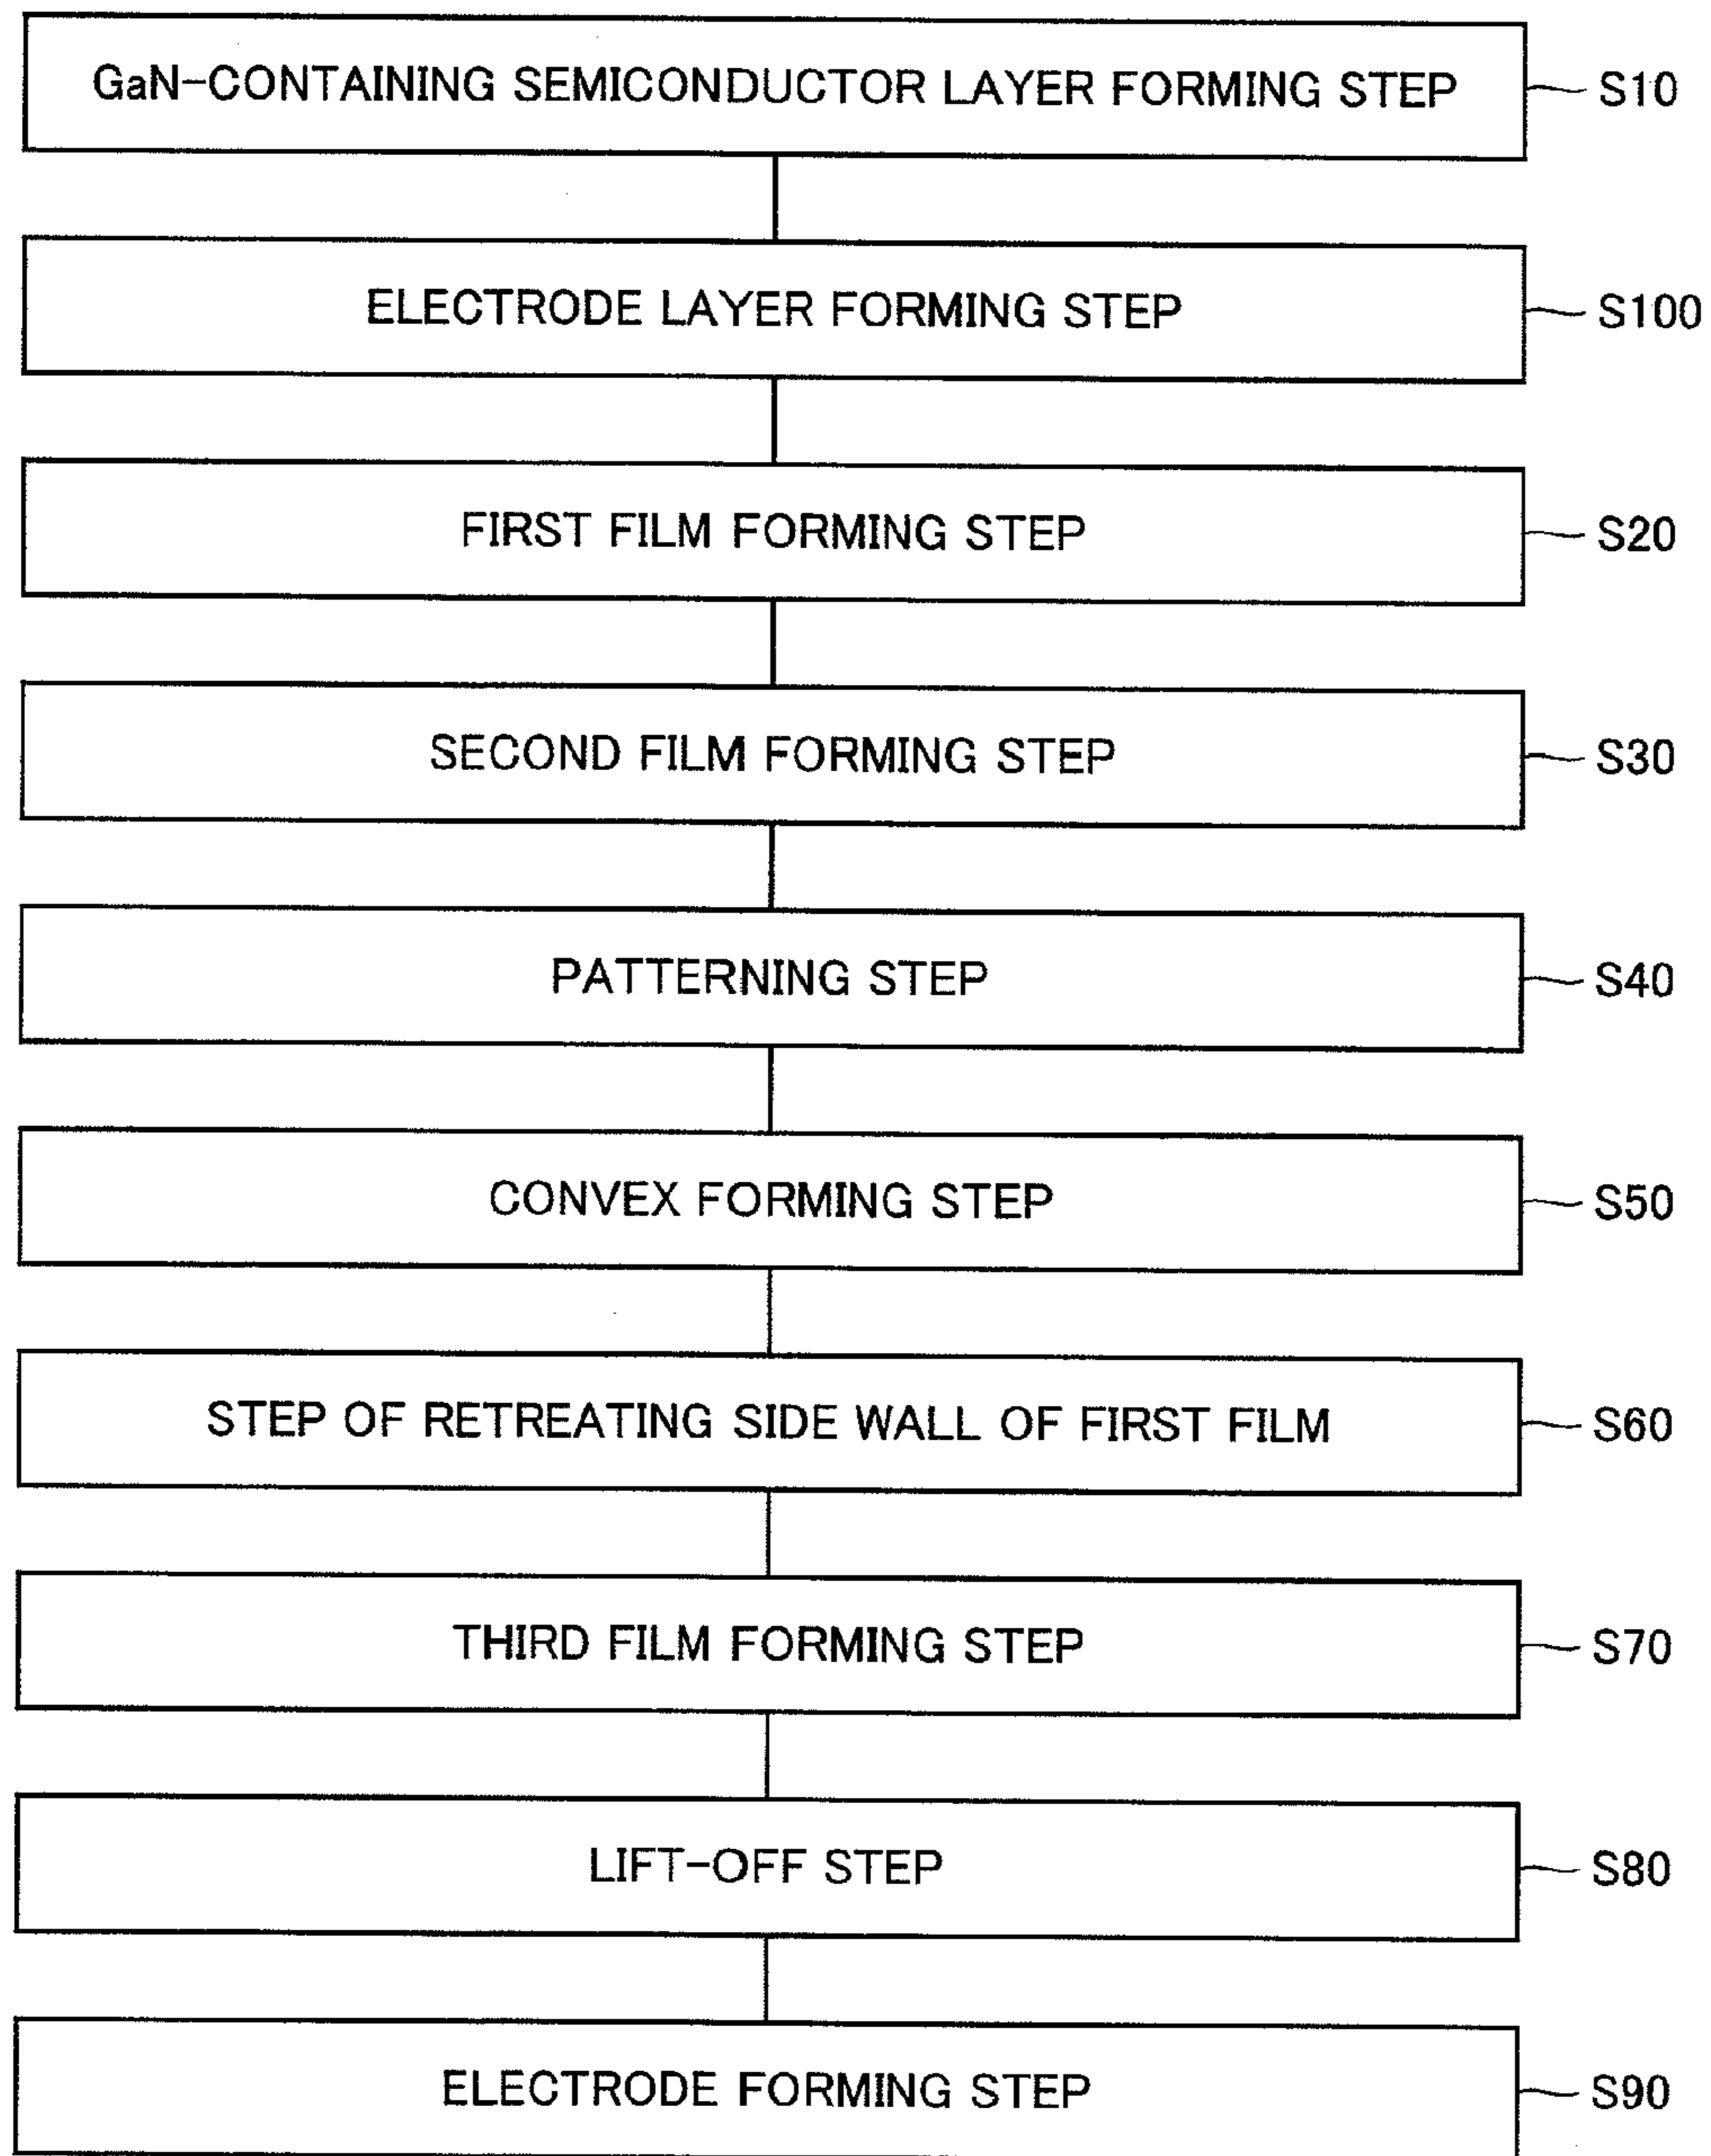 GaN-CONTAINING SEMICONDUCTOR LAYER FORMING STEP S10
ELECTRODE LAYER FORMING STEP S100
FIRST FILM FORMING STEP S20
SECOND FILM FORMING STEP S30
PATTERNING STEP S40
CONVEX FORMING STEP S50
STEP OF RETREATING SIDE WALL OF FIRST FILM S60
THIRD FILM FORMING STEP S70
LIFT-OFF STEP S80
ELECTRODE FORMING STEP S90